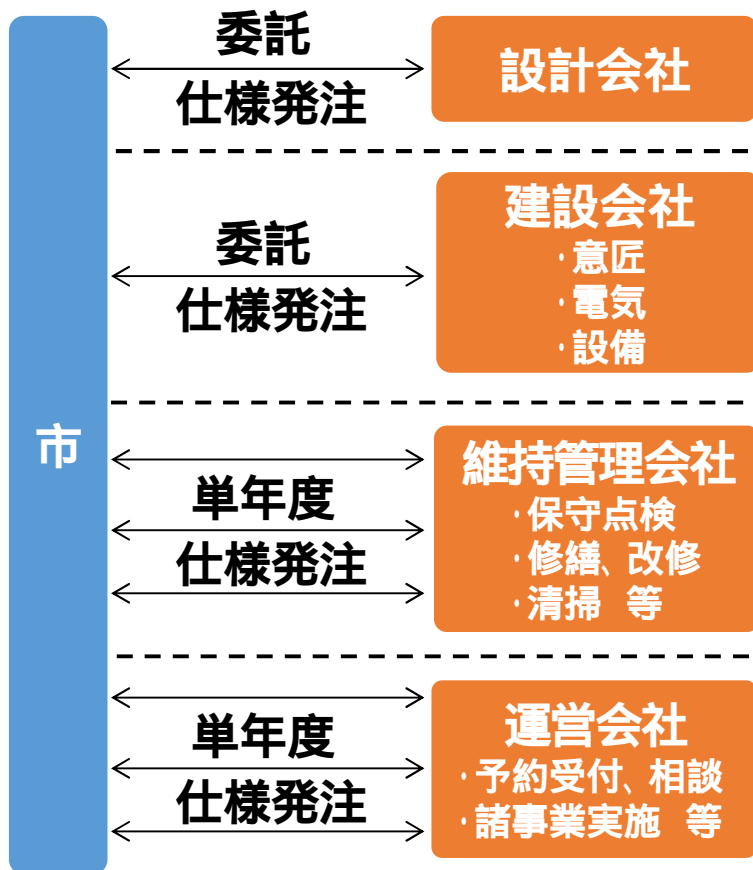 市
委託
仕様発注
設計会社
委託
仕様発注
建設会社
・意匠
・電気
・設備
単年度
仕様発注
維持管理会社
・保守点検
・修繕、改修
・清掃　等
単年度
仕様発注
運営会社
・予約受付、相談
・諸事業実施　等